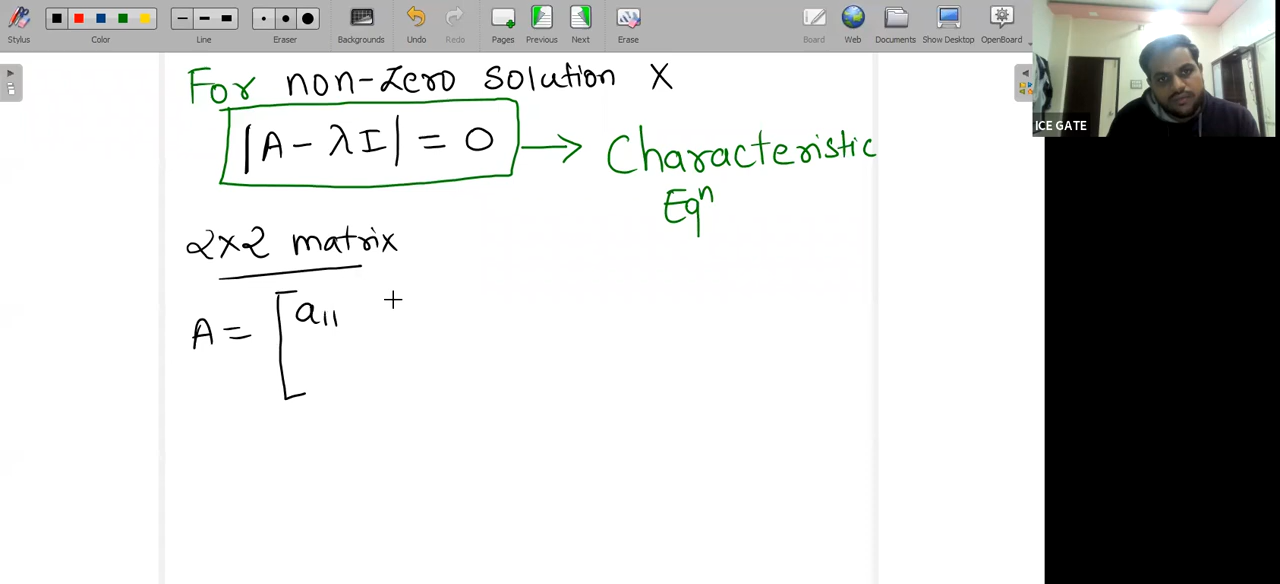 Stylus Color Line Eraser Backgrounds Undo Redo Pages Previous Next Erase Board Web Documents Show Desktop OpenBoard
ICE GATE
For non-zero solution X
|A - λI| = 0 → Characteristic
Eqⁿ
2x2 matrix
A = [a₁₁